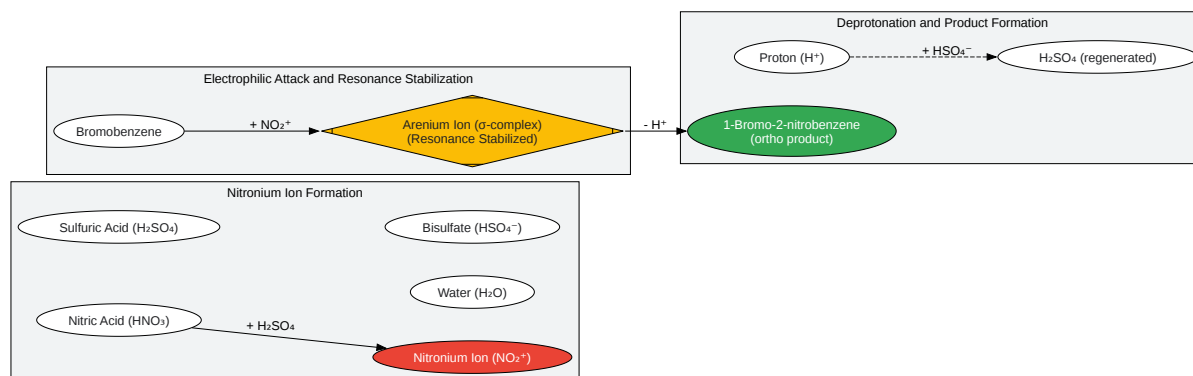 Deprotonation and Product Formation
Proton (H⁺)
+ HSO₄⁻
H₂SO₄ (regenerated)
Electrophilic Attack and Resonance Stabilization
Bromobenzene
+ NO₂⁺
Arenium Ion (σ-complex)
(Resonance Stabilized)
- H⁺
1-Bromo-2-nitrobenzene
(ortho product)
Nitronium Ion Formation
Sulfuric Acid (H₂SO₄)
Bisulfate (HSO₄⁻)
Water (H₂O)
Nitric Acid (HNO₃)
+ H₂SO₄
Nitronium Ion (NO₂⁺)